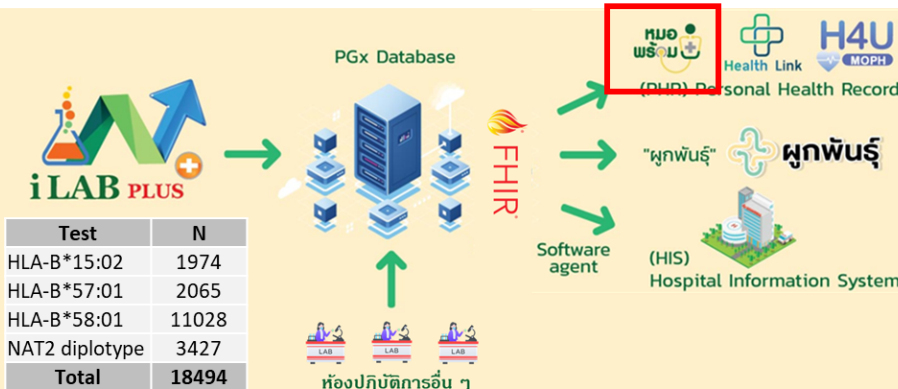 iLAB PLUS
Test N
HLA-B*15:02 1974
HLA-B*57:01 2065
HLA-B*58:01 11028
NAT2 diplotype 3427
Total 18494
PGx Database
LAB LAB LAB
ห้องปฏิบัติการอื่น ๆ
FHIR
Software
agent
หมอ
พร้อม
Health Link
H4U
MOPH
(PHR) Personal Health Record
"ผูกพันธุ์"
ผูกพันธุ์
(HIS)
Hospital Information System